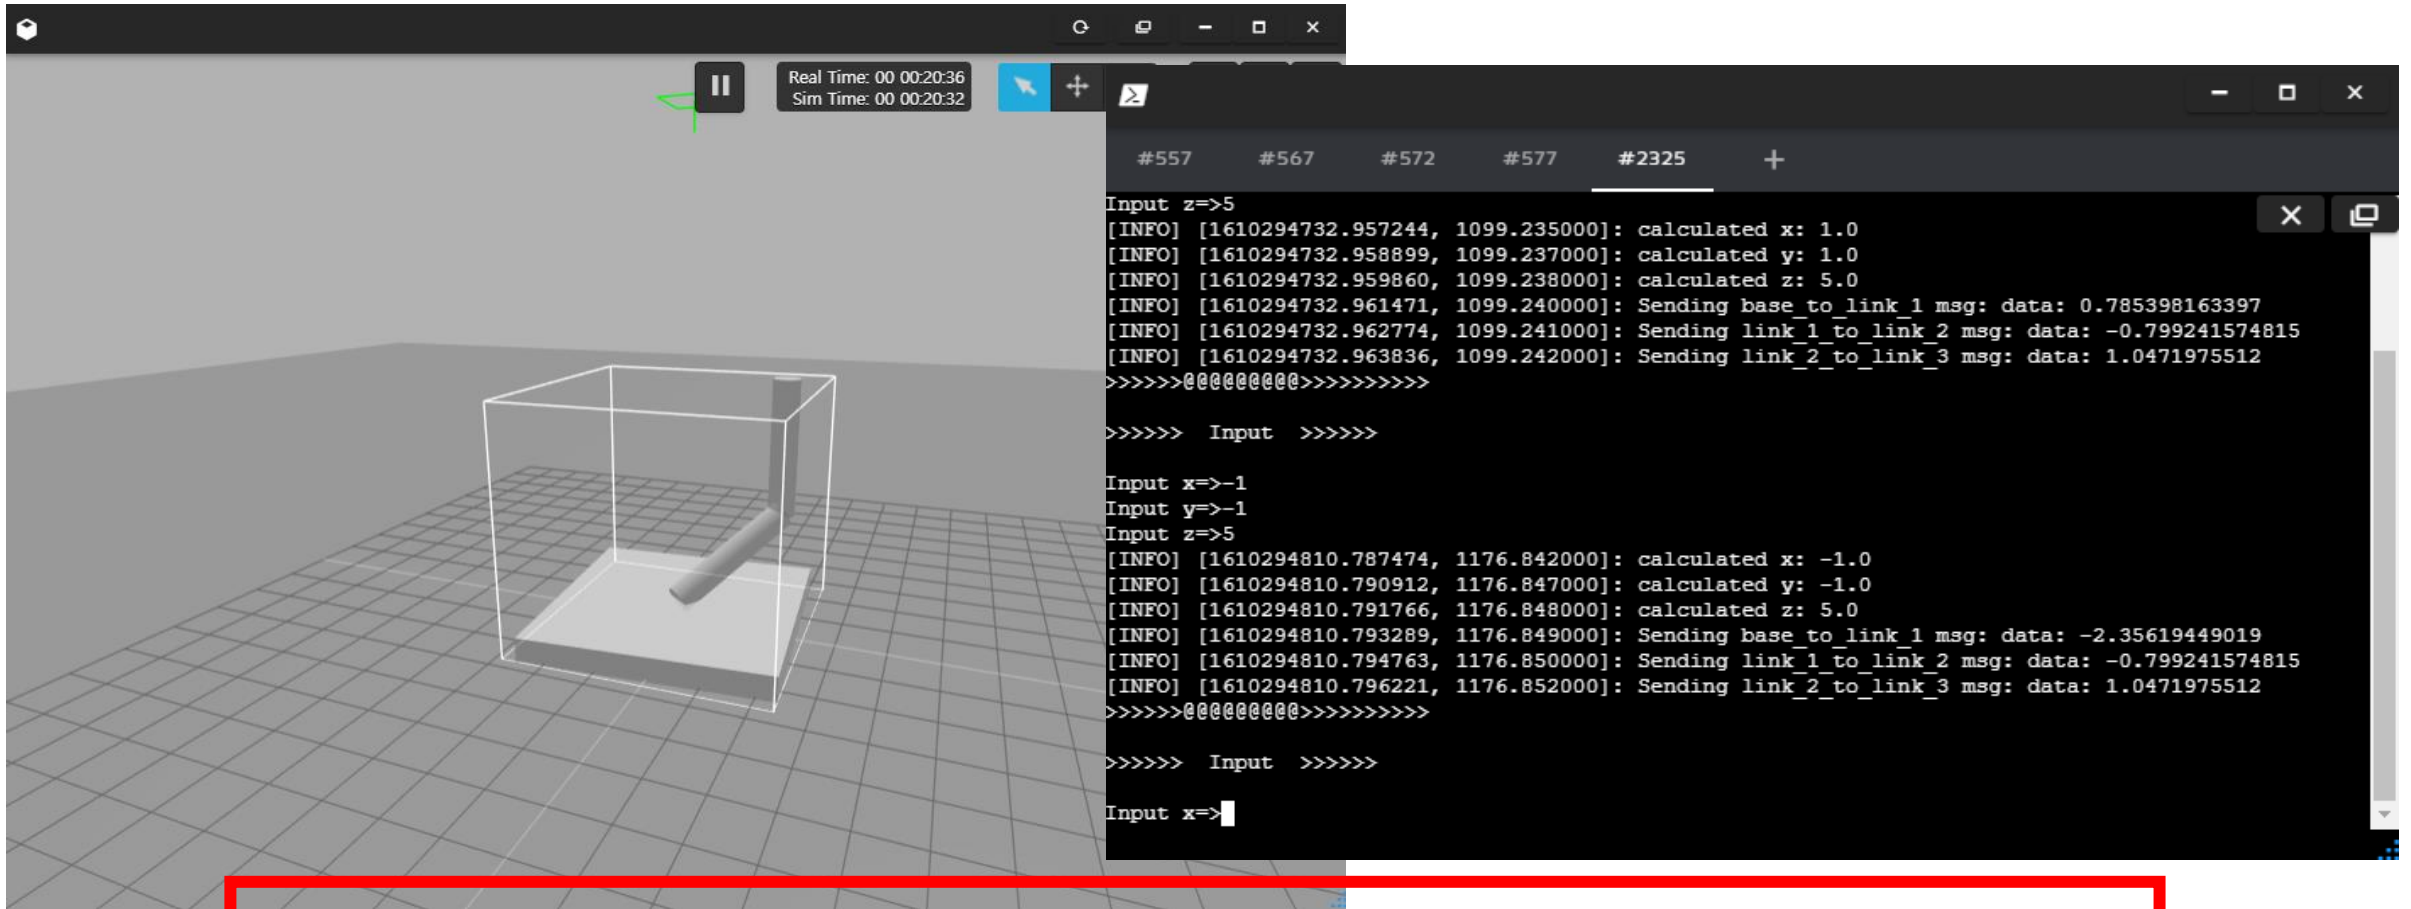 Real Time: 00 00:20:36
Sim Time: 00 00:20:32
#557 #567 #572 #577 #2325 +
Input z=>5
[INFO] [1610294732.957244, 1099.235000]: calculated x: 1.0
[INFO] [1610294732.958899, 1099.237000]: calculated y: 1.0
[INFO] [1610294732.959860, 1099.238000]: calculated z: 5.0
[INFO] [1610294732.961471, 1099.240000]: Sending base_to_link_1 msg: data: 0.785398163397
[INFO] [1610294732.962774, 1099.241000]: Sending link_1_to_link_2 msg: data: -0.799241574815
[INFO] [1610294732.963836, 1099.242000]: Sending link_2_to_link_3 msg: data: 1.0471975512
>>>>>>@@@@@@@@@>>>>>>>>>>
>>>>>>  Input  >>>>>>
Input x=>-1
Input y=>-1
Input z=>5
[INFO] [1610294810.787474, 1176.842000]: calculated x: -1.0
[INFO] [1610294810.790912, 1176.847000]: calculated y: -1.0
[INFO] [1610294810.791766, 1176.848000]: calculated z: 5.0
[INFO] [1610294810.793289, 1176.849000]: Sending base_to_link_1 msg: data: -2.35619449019
[INFO] [1610294810.794763, 1176.850000]: Sending link_1_to_link_2 msg: data: -0.799241574815
[INFO] [1610294810.796221, 1176.852000]: Sending link_2_to_link_3 msg: data: 1.0471975512
>>>>>>@@@@@@@@@>>>>>>>>>>
>>>>>>  Input  >>>>>>
Input x=>